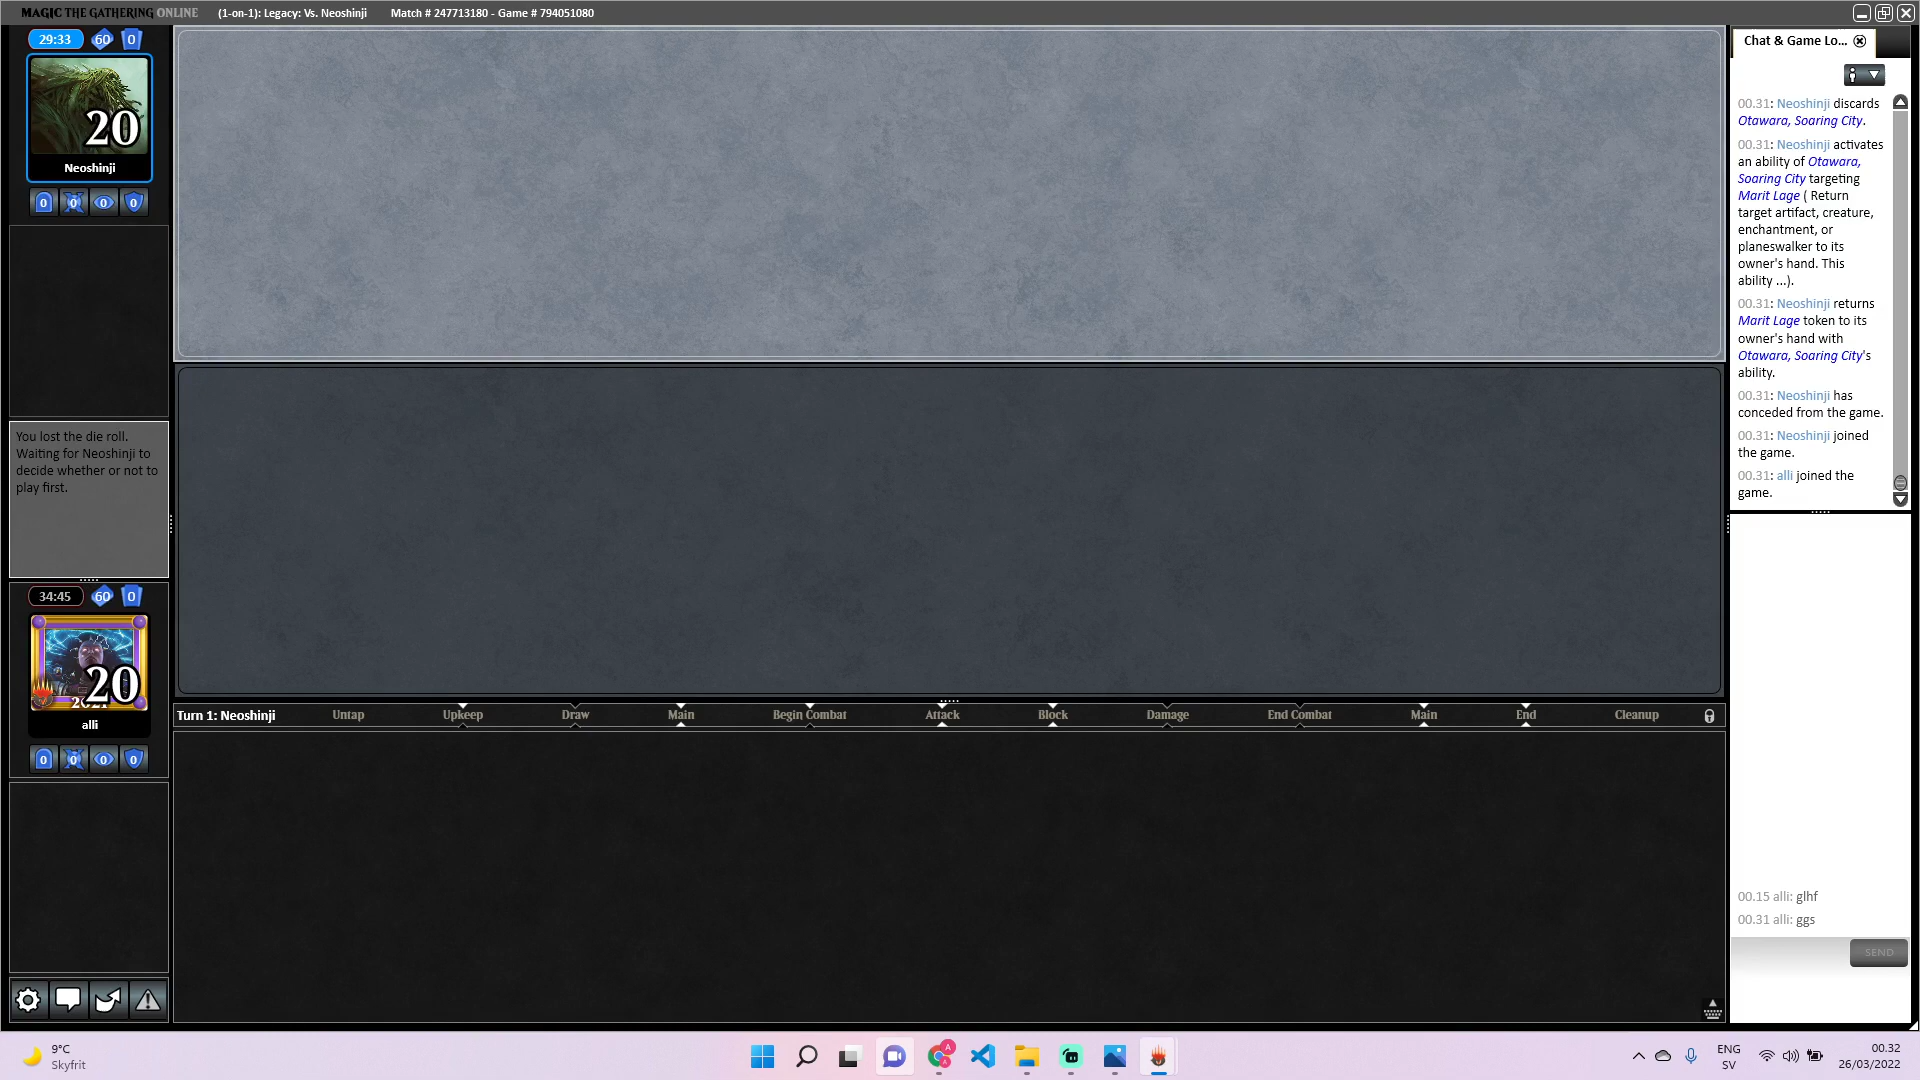 MAGIC THE GATHERING ONLINE (1-on-1): Legacy: Vs. Neoshinji Match # 247713180 - Game # 794051080
29:33 60 0
20
Neoshinji
0 0 0 0
You lost the die roll.
Waiting for Neoshinji to
decide whether or not to
play first.
34:45 60 0
20
2021
alli
0 0 0 0
Turn 1: Neoshinji Untap Upkeep Draw Main Begin Combat Attack Block Damage End Combat Main End Cleanup
Chat & Game Lo...
00.31: Neoshinji discards
Otawara, Soaring City.
00.31: Neoshinji activates
an ability of Otawara,
Soaring City targeting
Marit Lage ( Return
target artifact, creature,
enchantment, or
planeswalker to its
owner's hand. This
ability ...).
00.31: Neoshinji returns
Marit Lage token to its
owner's hand with
Otawara, Soaring City's
ability.
00.31: Neoshinji has
conceded from the game.
00.31: Neoshinji joined
the game.
00.31: alli joined the
game.
00.15 alli: glhf
00.31 alli: ggs
SEND
9°C
Skyfrit
A
A
ENG
SV
00.32
26/03/2022